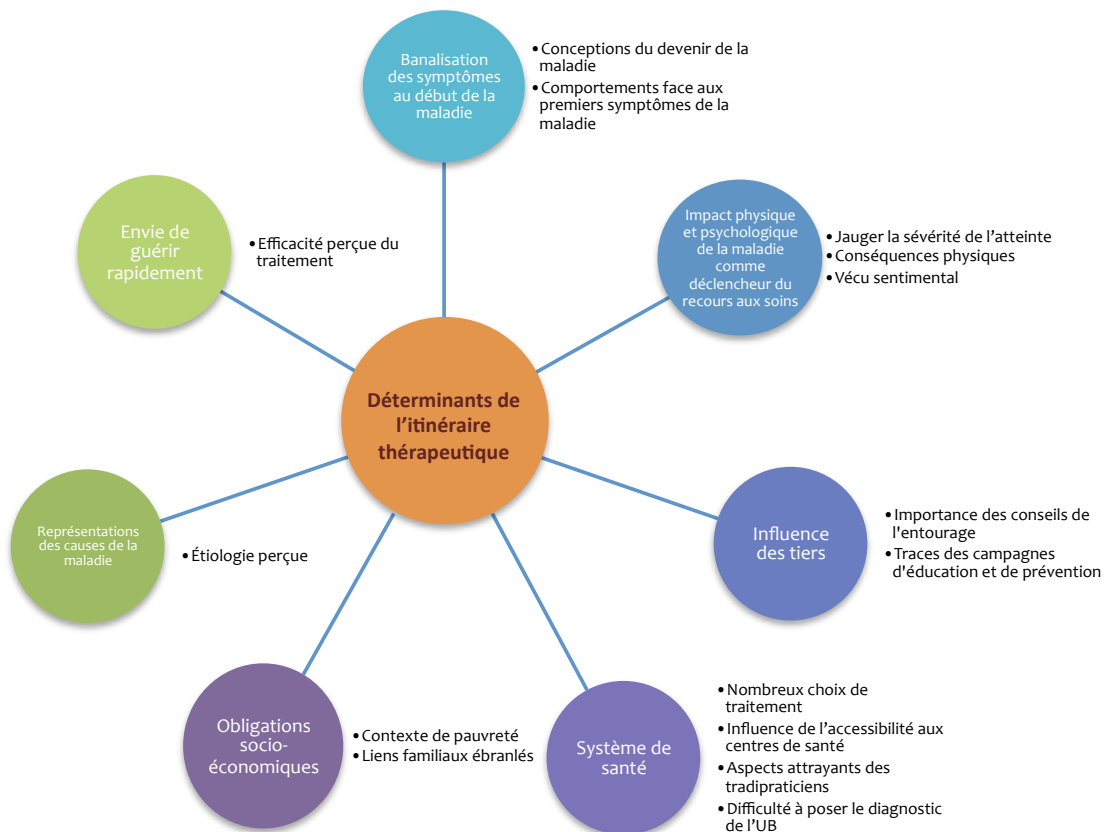 Banalisation
des symptômes
au début de la
maladie
•Conceptions du devenir de la
maladie
•Comportements face aux
premiers symptômes de la
maladie
Impact physique
et psychologique
de la maladie
comme
déclencheur du
recours aux soins
•Jauger la sévérité de l’atteinte
•Conséquences physiques
•Vécu sentimental
Envie de
guérir
rapidement
•Efficacité perçue du
traitement
Déterminants de
l’itinéraire
thérapeutique
Influence
des tiers
•Importance des conseils de
l'entourage
•Traces des campagnes
d'éducation et de prévention
Représentations
des causes de la
maladie
•Étiologie perçue
Système de
santé
•Nombreux choix de
traitement
•Influence de l’accessibilité aux
centres de santé
•Aspects attrayants des
tradipraticiens
•Difficulté à poser le diagnostic
de l’UB
Obligations
socio-
économiques
•Contexte de pauvreté
•Liens familiaux ébranlés